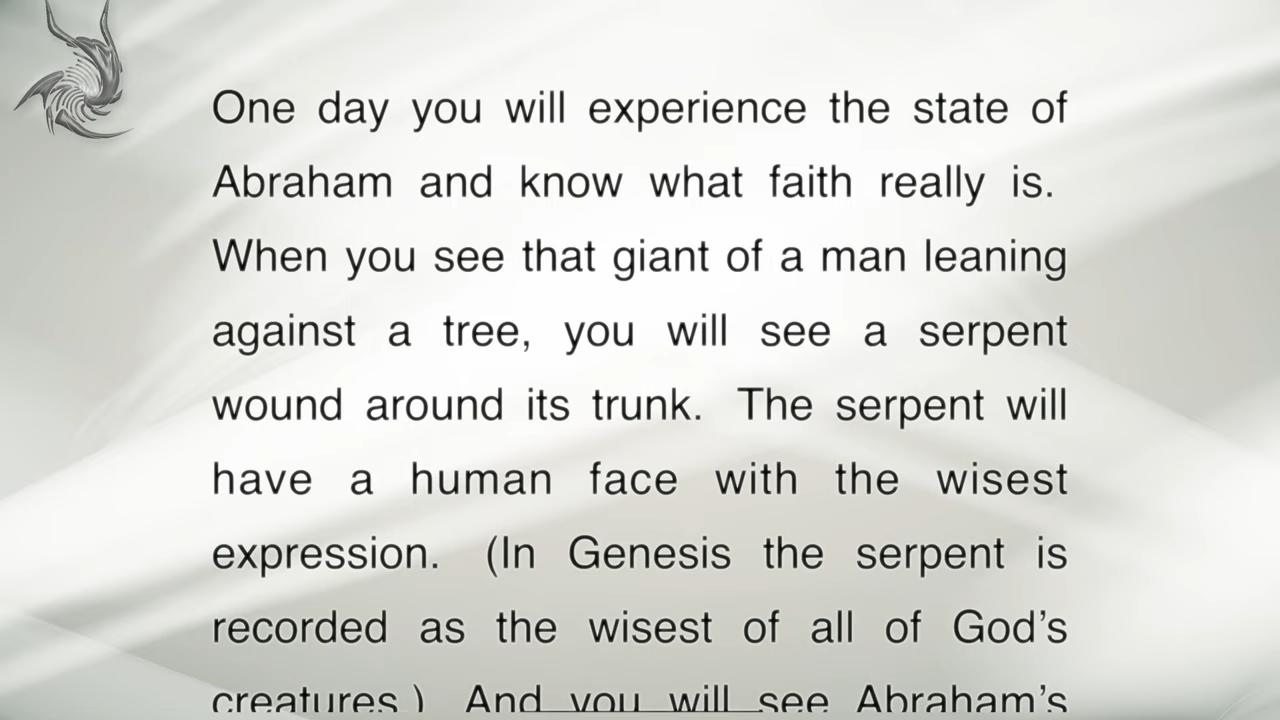 One day you will experience the state of
Abraham and know what faith really is.
When you see that giant of a man leaning
against a tree, you will see a serpent
wound around its trunk. The serpent will
have a human face with the wisest
expression. (In Genesis the serpent is
recorded as the wisest of all of God's
creatures.) And you will see Abraham's